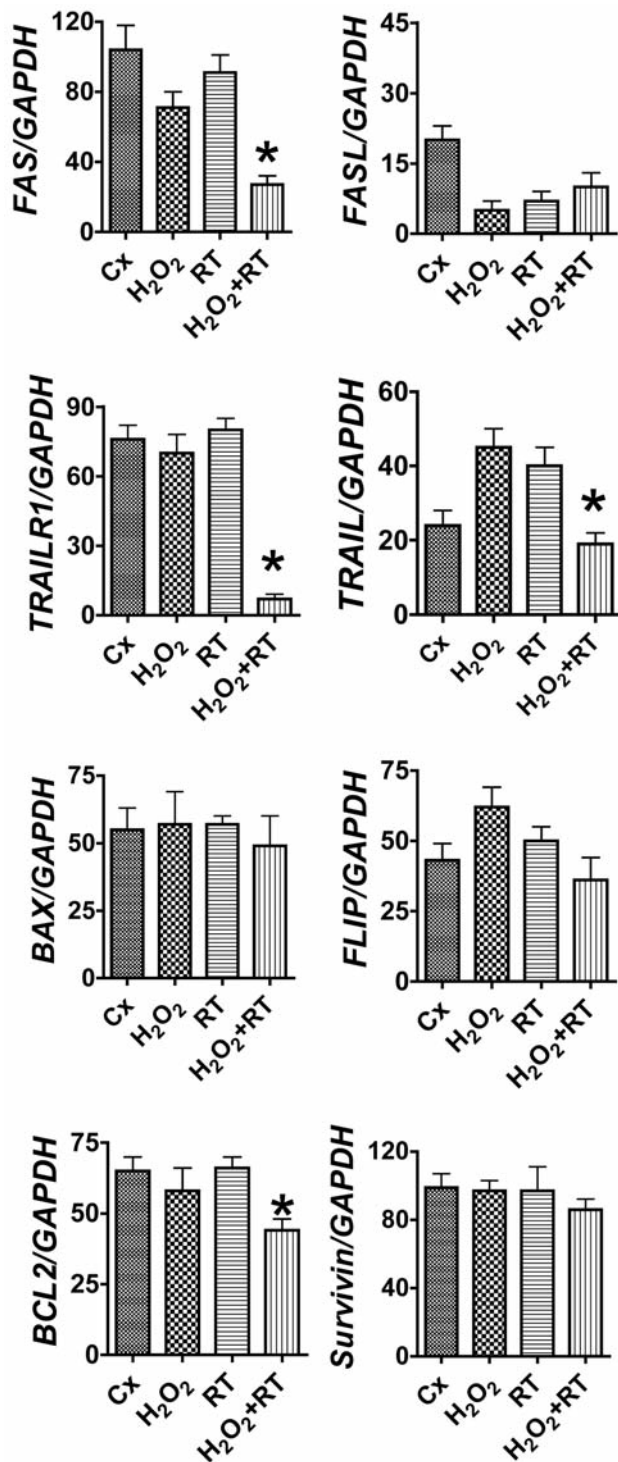 FAS/GAPDH
120
80
40
0
*
Cx
H₂O₂
RT
H₂O₂+RT
FASL/GAPDH
45
30
15
0
Cx
H₂O₂
RT
H₂O₂+RT
TRAILR1/GAPDH
90
60
30
0
*
Cx
H₂O₂
RT
H₂O₂+RT
TRAIL/GAPDH
60
40
20
0
*
Cx
H₂O₂
RT
H₂O₂+RT
BAX/GAPDH
75
50
25
0
Cx
H₂O₂
RT
H₂O₂+RT
FLIP/GAPDH
75
50
25
0
Cx
H₂O₂
RT
H₂O₂+RT
BCL2/GAPDH
75
50
25
0
*
Cx
H₂O₂
RT
H₂O₂+RT
Survivin/GAPDH
120
80
40
0
Cx
H₂O₂
RT
H₂O₂+RT